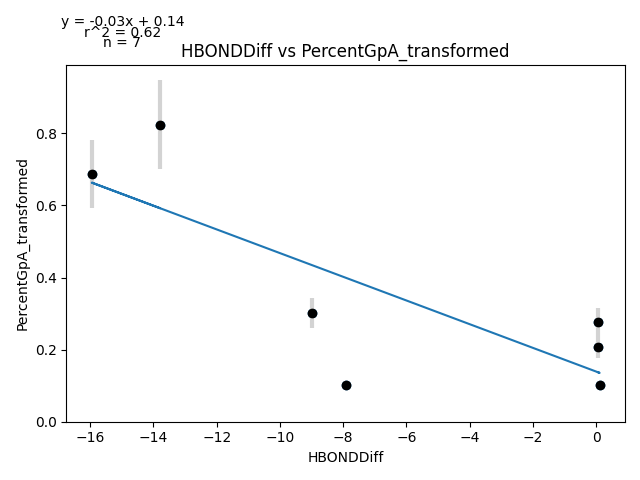 y = -0.03x + 0.14
r^2 = 0.62
n = 7
HBONDDiff vs PercentGpA_transformed
PercentGpA_transformed
0.8
0.6
0.4
0.2
0.0
−16
−14
−12
−10
−8
−6
−4
−2
0
HBONDDiff